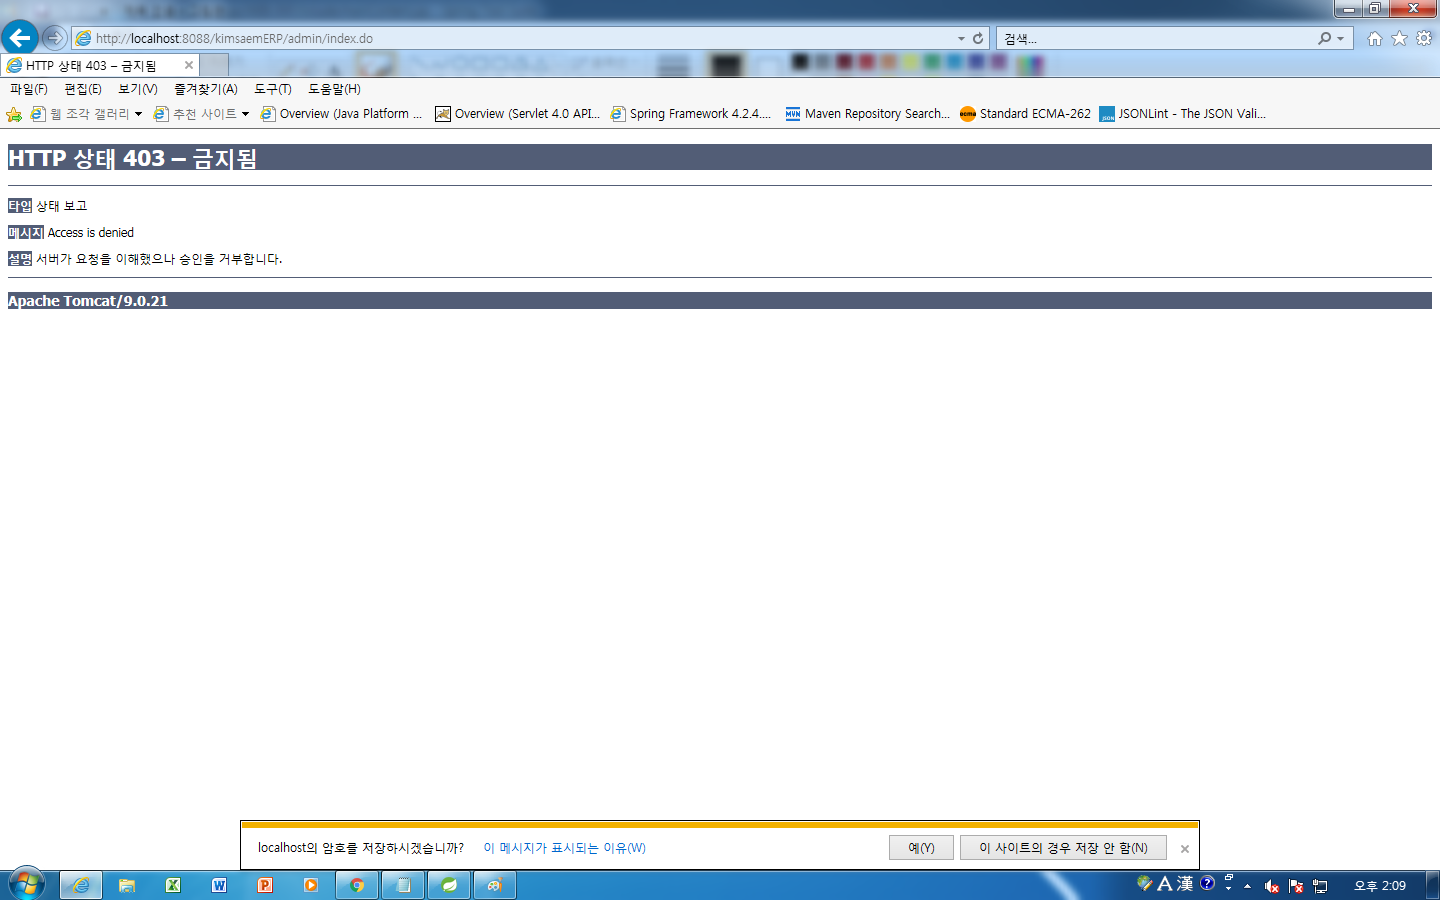 http://localhost:8088/kimsaemERP/admin/index.do
검색...
HTTP 상태 403 – 금지됨
파일(F) 편집(E) 보기(V) 즐겨찾기(A) 도구(T) 도움말(H)
웹 조각 갤러리 추천 사이트 Overview (Java Platform ... Overview (Servlet 4.0 API... Spring Framework 4.2.4.... Maven Repository Search... Standard ECMA-262 JSONLint - The JSON Vali...
HTTP 상태 403 – 금지됨
타입 상태 보고
메시지 Access is denied
설명 서버가 요청을 이해했으나 승인을 거부합니다.
Apache Tomcat/9.0.21
localhost의 암호를 저장하시겠습니까? 이 메시지가 표시되는 이유(W) 예(Y) 이 사이트의 경우 저장 안 함(N)
A 漢 오후 2:09